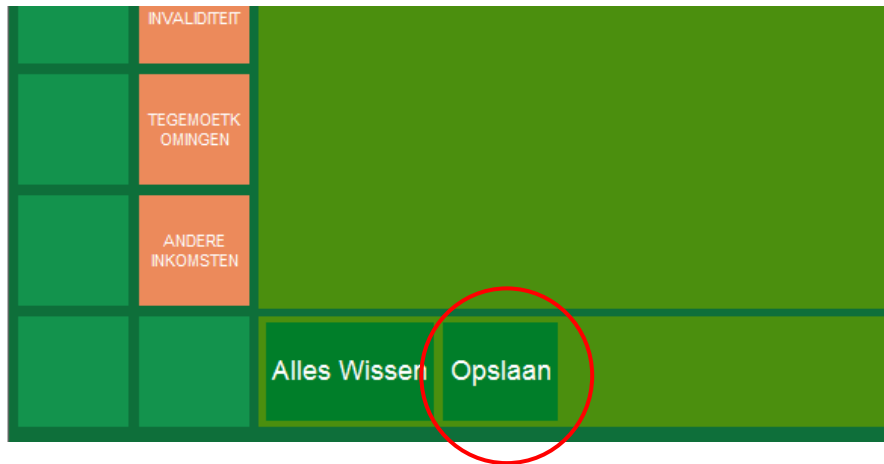 INVALIDITEIT
TEGEMOETK
OMINGEN
ANDERE
INKOMSTEN
Alles Wissen
Opslaan